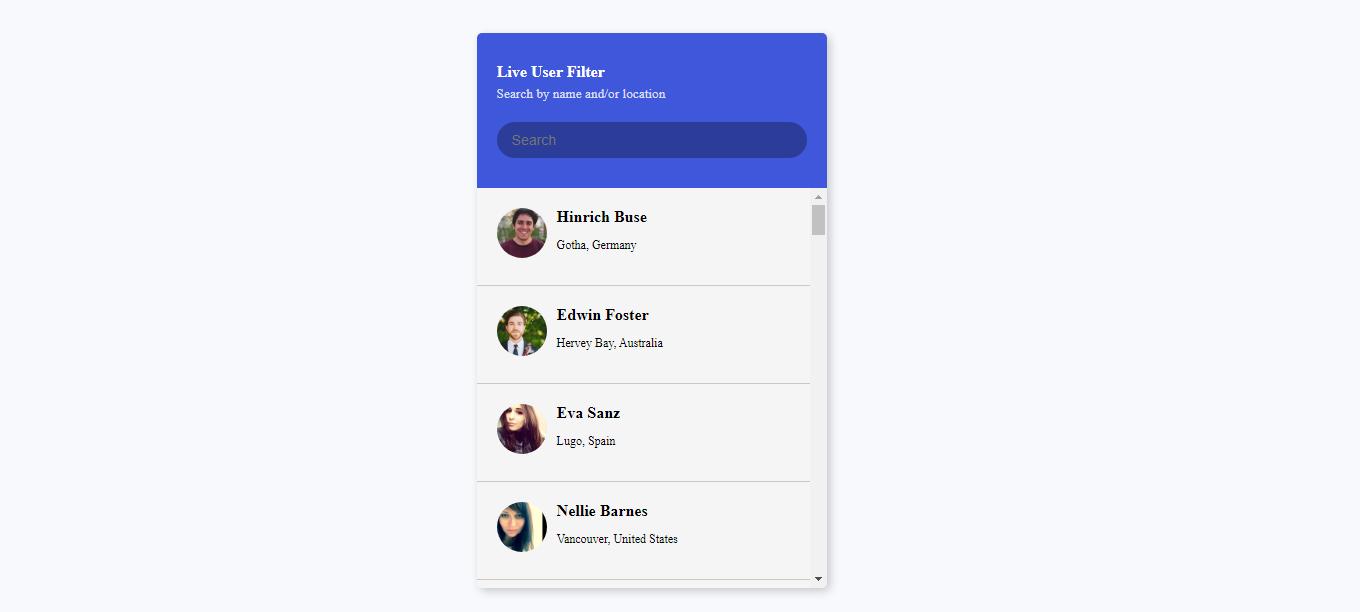 Live User Filter
Search by name and/or location
Search
Hinrich Buse
Gotha, Germany
Edwin Foster
Hervey Bay, Australia
Eva Sanz
Lugo, Spain
Nellie Barnes
Vancouver, United States